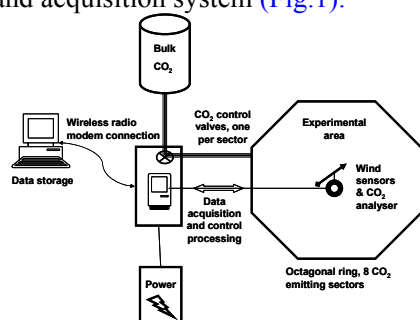 and acquisition system (Fig.1).
Bulk
CO2
CO2 control
valves, one
per sector
Experimental
area
Wireless radio
modem connection
Data storage
Wind
sensors
& CO2
analyser
Data
acquisition
and control
processing
Octagonal ring, 8 CO2
emitting sectors
Power